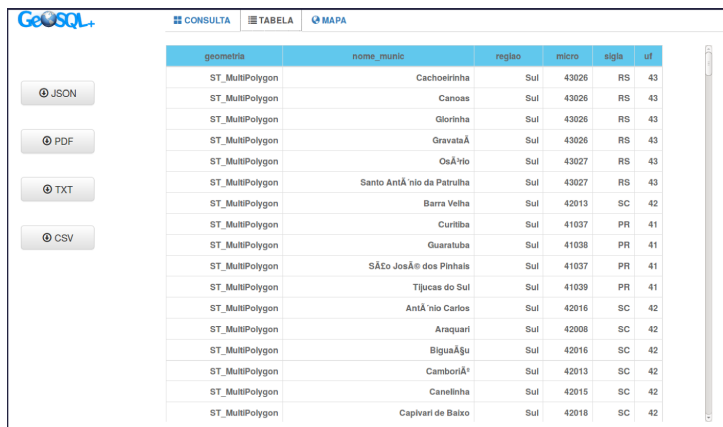 GeoSQL+
CONSULTA TABELA MAPA
JSON
PDF
TXT
CSV
geometria nome_munic regiao micro sigla uf
ST_MultiPolygon Cachoeirinha Sul 43026 RS 43
ST_MultiPolygon Canoas Sul 43026 RS 43
ST_MultiPolygon Glorinha Sul 43026 RS 43
ST_MultiPolygon GravataÃ Sul 43026 RS 43
ST_MultiPolygon OsÃ³rio Sul 43027 RS 43
ST_MultiPolygon Santo AntÃ´nio da Patrulha Sul 43027 RS 43
ST_MultiPolygon Barra Velha Sul 42013 SC 42
ST_MultiPolygon Curitiba Sul 41037 PR 41
ST_MultiPolygon Guaratuba Sul 41038 PR 41
ST_MultiPolygon SÃ£o JosÃ© dos Pinhais Sul 41037 PR 41
ST_MultiPolygon Tijucas do Sul Sul 41039 PR 41
ST_MultiPolygon AntÃ´nio Carlos Sul 42016 SC 42
ST_MultiPolygon Araquari Sul 42008 SC 42
ST_MultiPolygon BiguaÃ§u Sul 42016 SC 42
ST_MultiPolygon CamboriÃº Sul 42013 SC 42
ST_MultiPolygon Canelinha Sul 42015 SC 42
ST_MultiPolygon Capivari de Baixo Sul 42018 SC 42